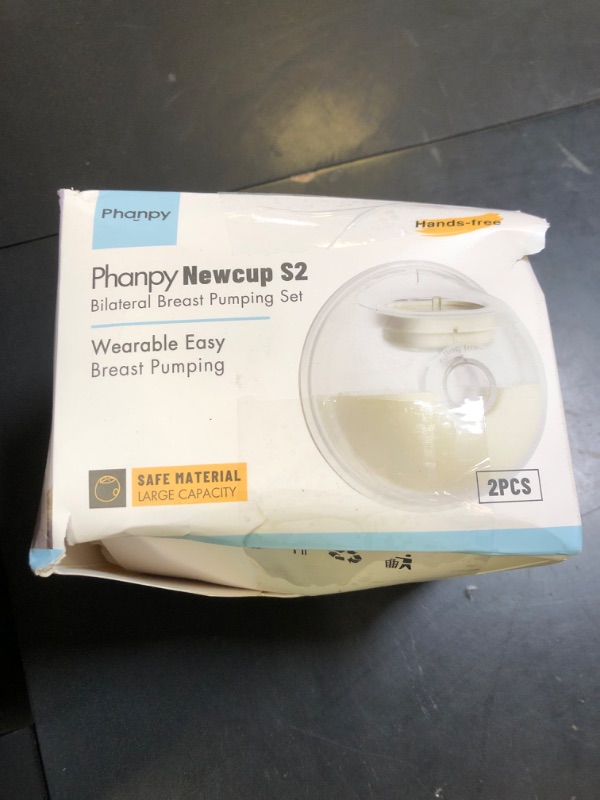 Phanpy
Hands-free
Phanpy Newcup S2
Bilateral Breast Pumping Set
Wearable Easy
Breast Pumping
SAFE MATERIAL
LARGE CAPACITY
2PCS